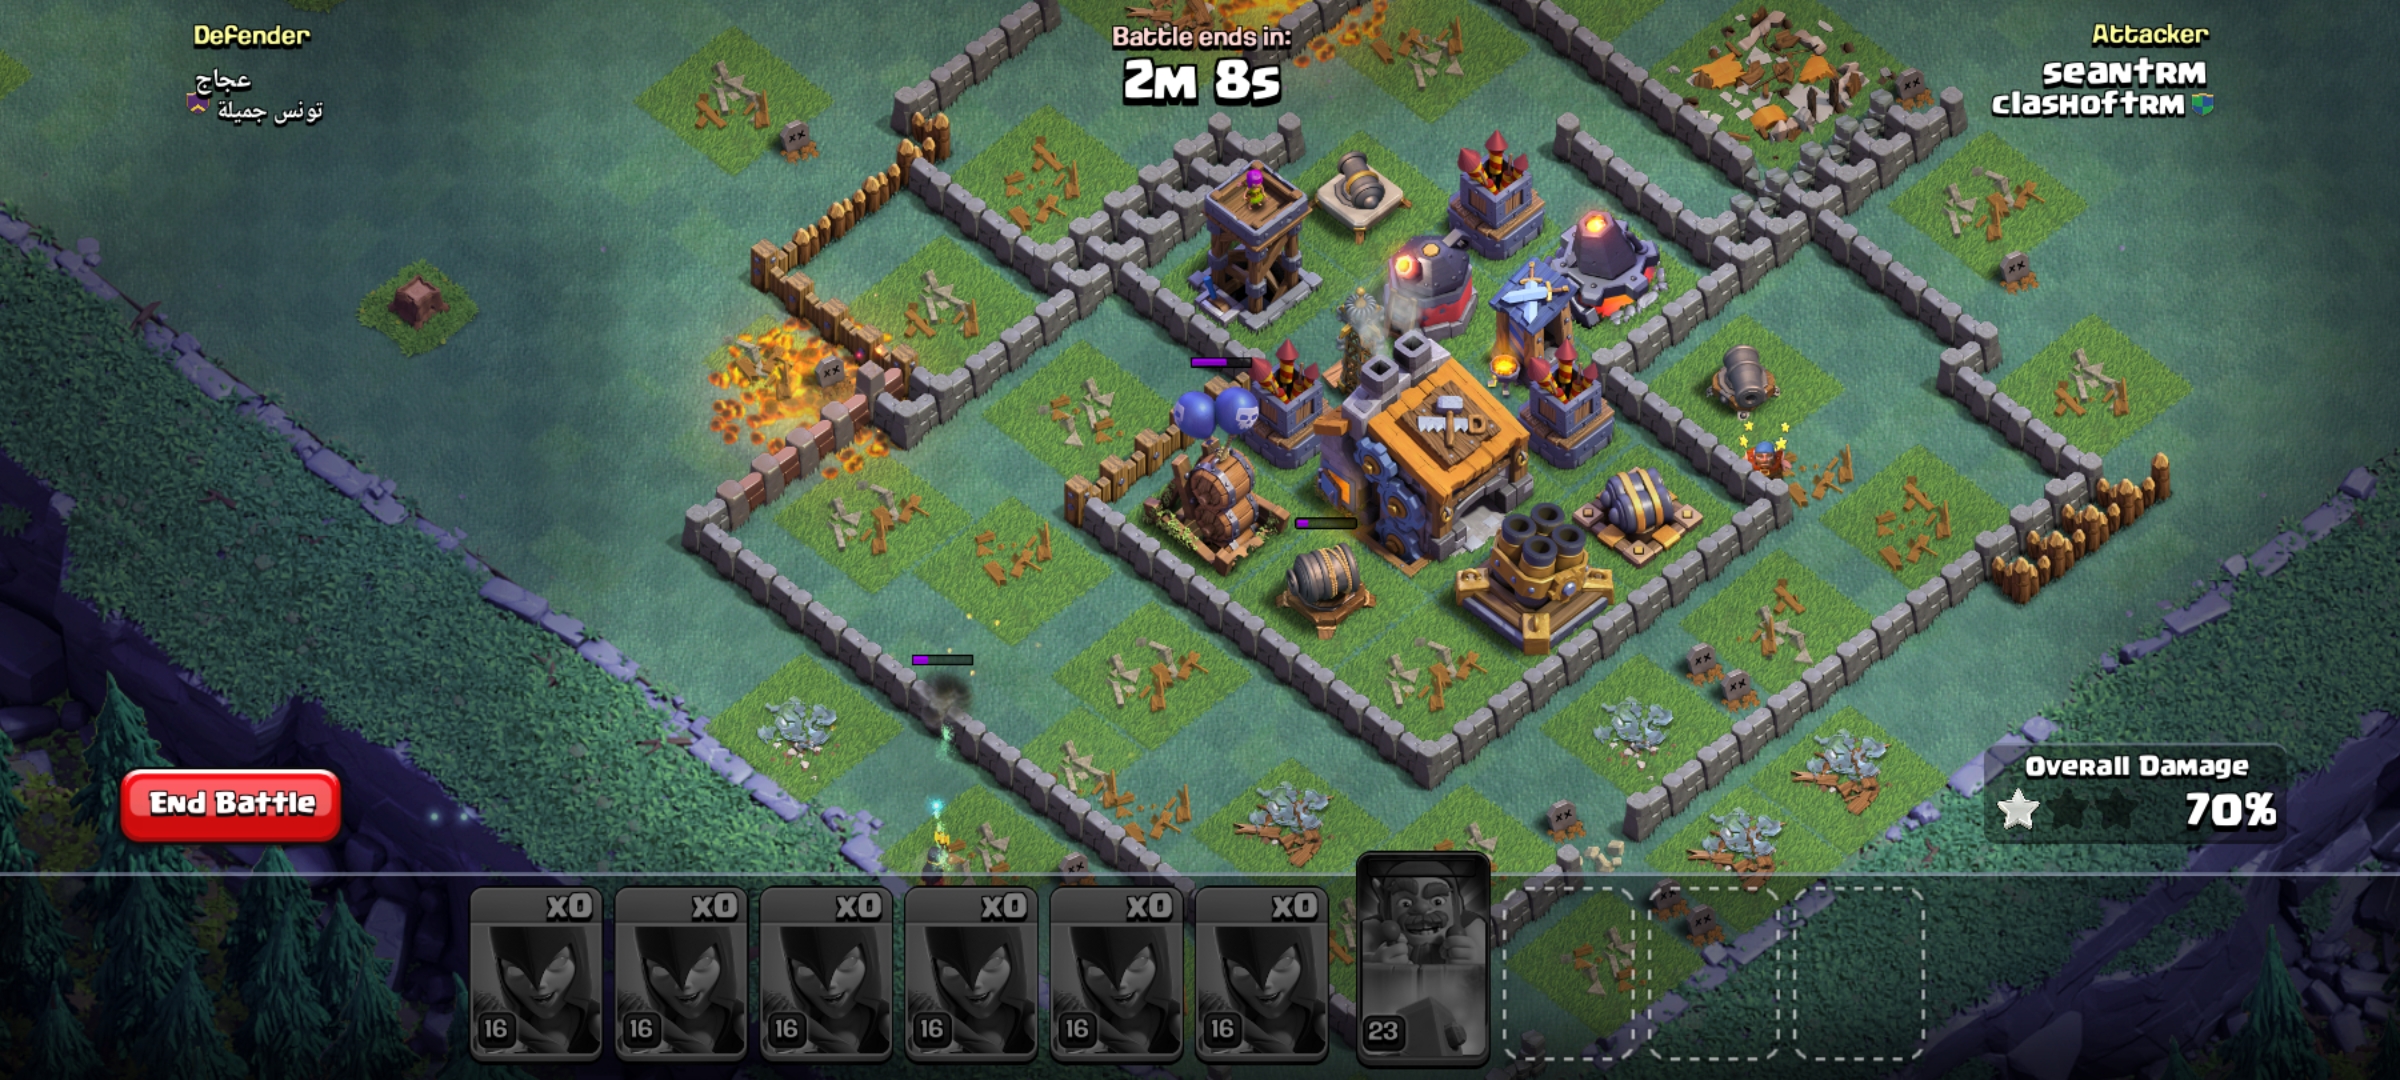 Defender
عجاج
تونس جميلة
Battle ends in:
2M 8s
Attacker
seantRM
clashoftRM
End Battle
Overall Damage
70%
x0 x0 x0 x0 x0 x0
16 16 16 16 16 16 23